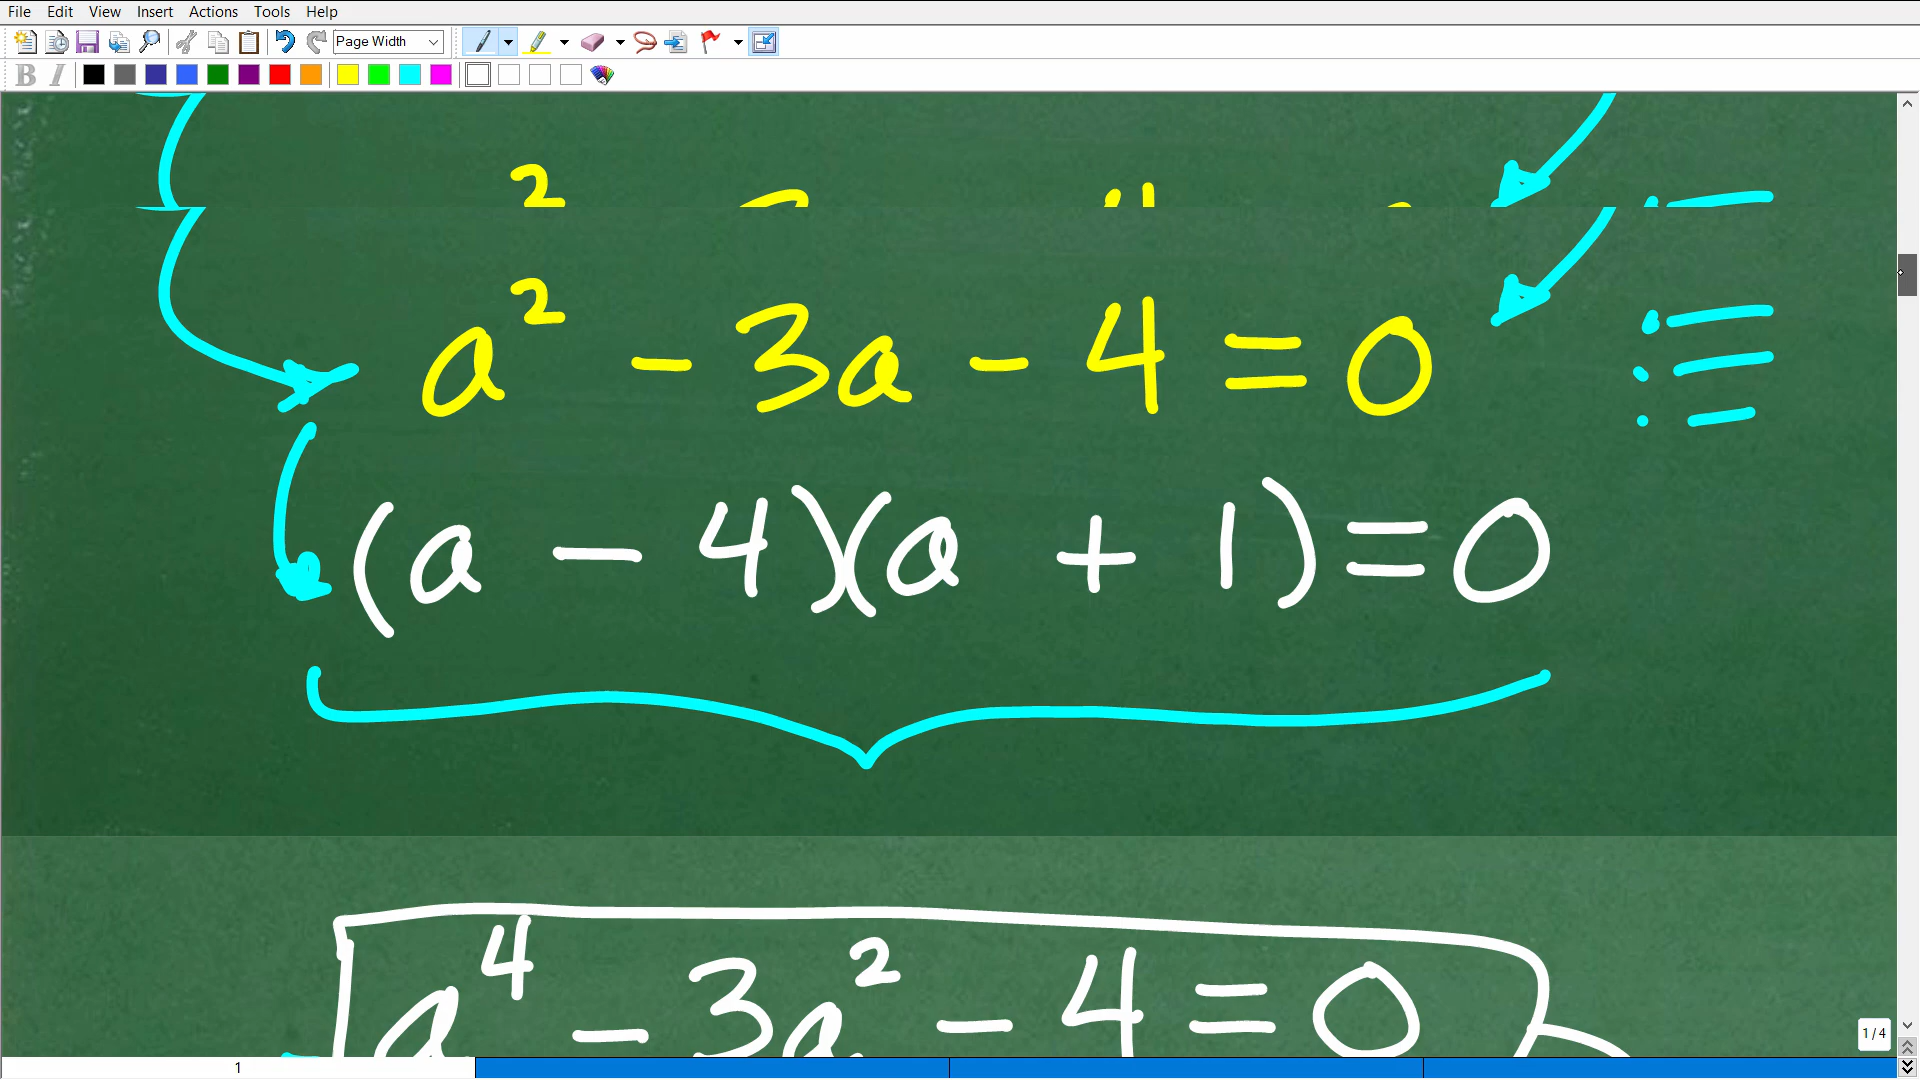 File Edit View Insert Actions Tools Help
Page Width
B I
a² - 3a - 4 = 0
(a - 4)(a + 1) = 0
a⁴ - 3a² - 4 = 0
1 / 4
1